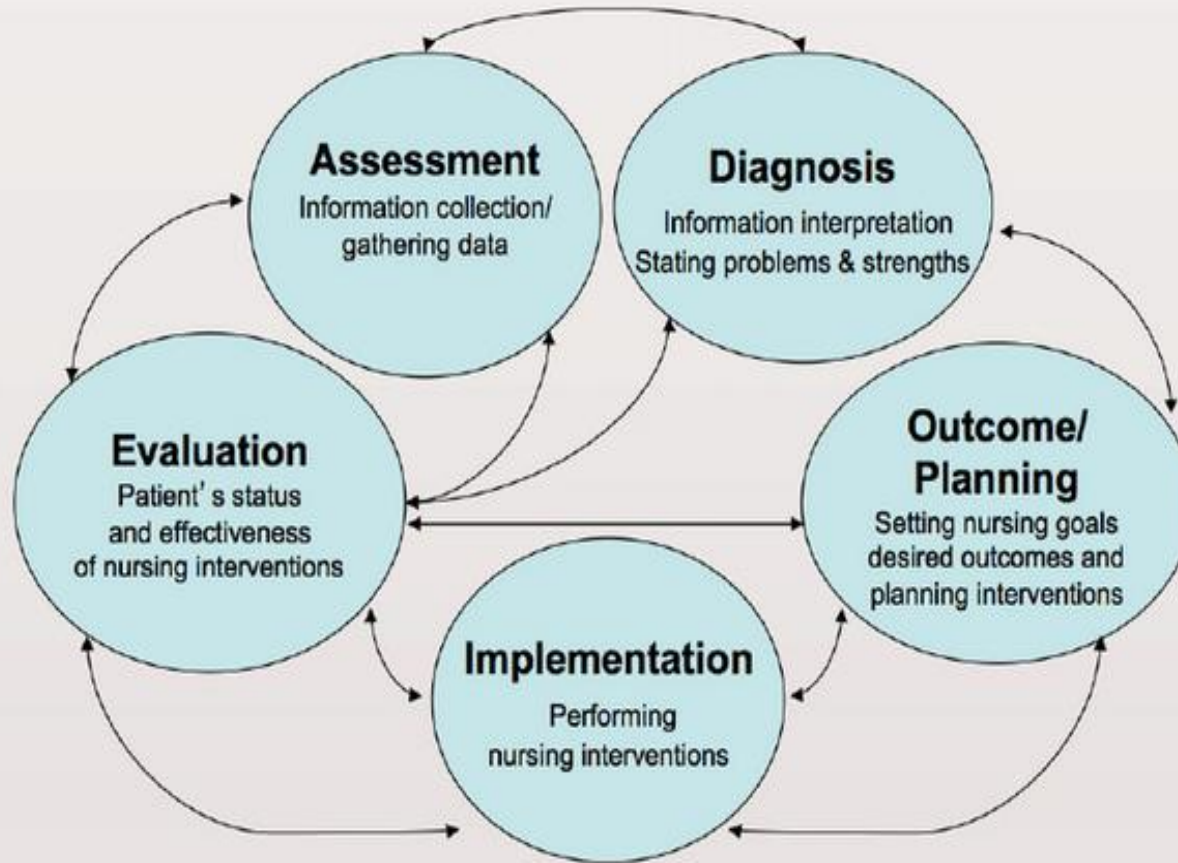 Assessment
Information collection/
gathering data
Diagnosis
Information interpretation
Stating problems & strengths
Evaluation
Patient's status
and effectiveness
of nursing interventions
Outcome/
Planning
Setting nursing goals
desired outcomes and
planning interventions
Implementation
Performing
nursing interventions